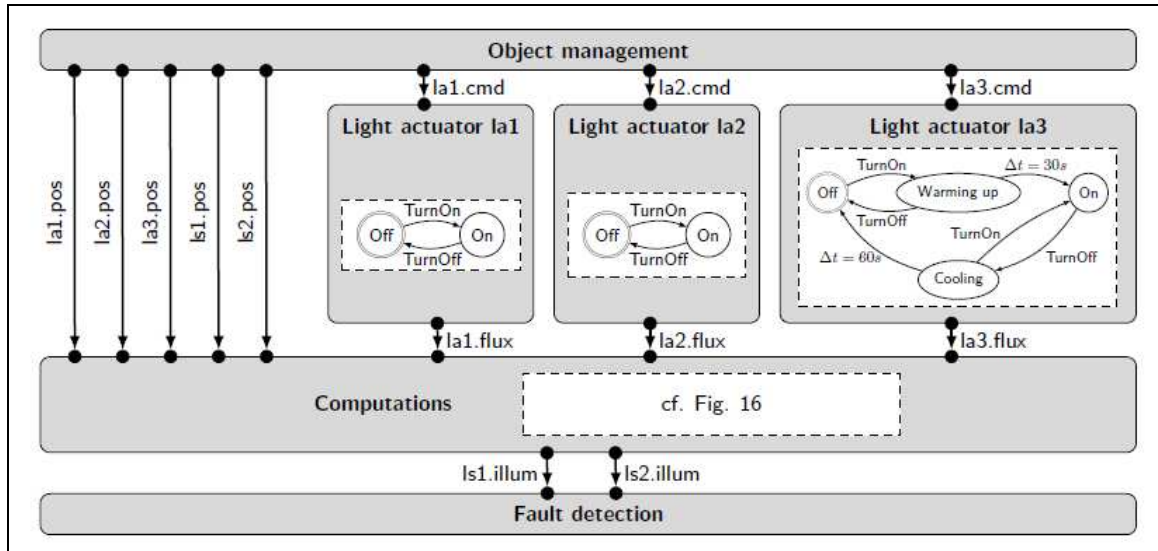 Object management
la1.cmd
la2.cmd
la3.cmd
la1.pos
la2.pos
la3.pos
ls1.pos
ls2.pos
Light actuator la1
Off
TurnOn
On
TurnOff
Light actuator la2
Off
TurnOn
On
TurnOff
Light actuator la3
TurnOn
Δt = 30s
Off
Warming up
On
TurnOff
TurnOn
Δt = 60s
TurnOff
Cooling
la1.flux
la2.flux
la3.flux
Computations
cf. Fig. 16
ls1.illum
ls2.illum
Fault detection